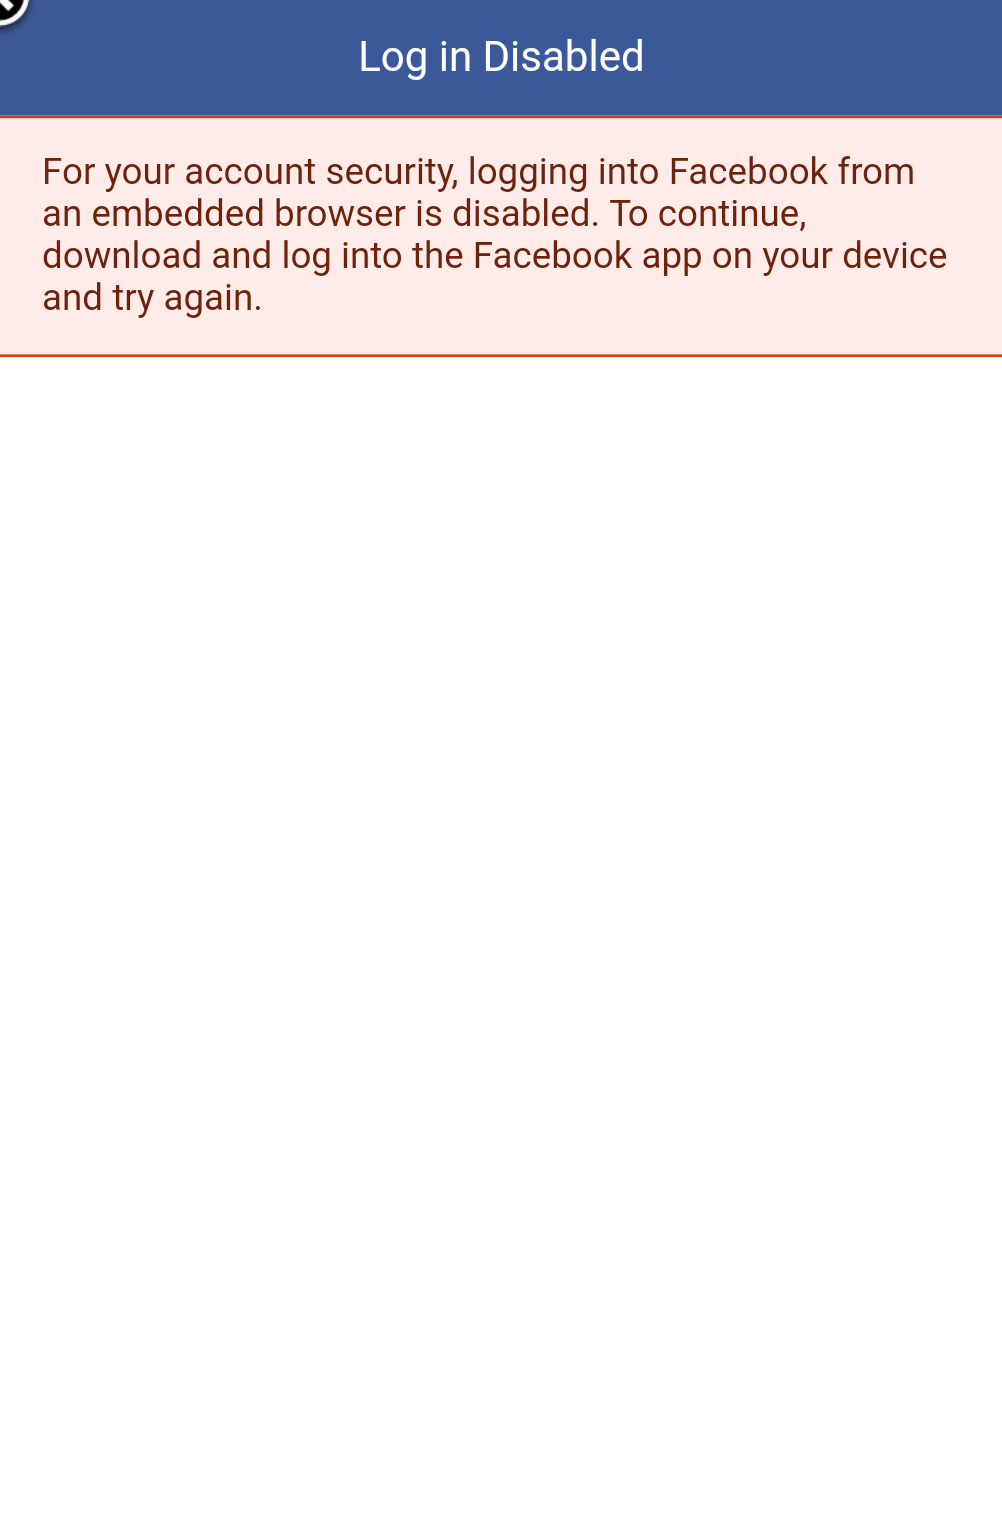 Log in Disabled
For your account security, logging into Facebook from
an embedded browser is disabled. To continue,
download and log into the Facebook app on your device
and try again.